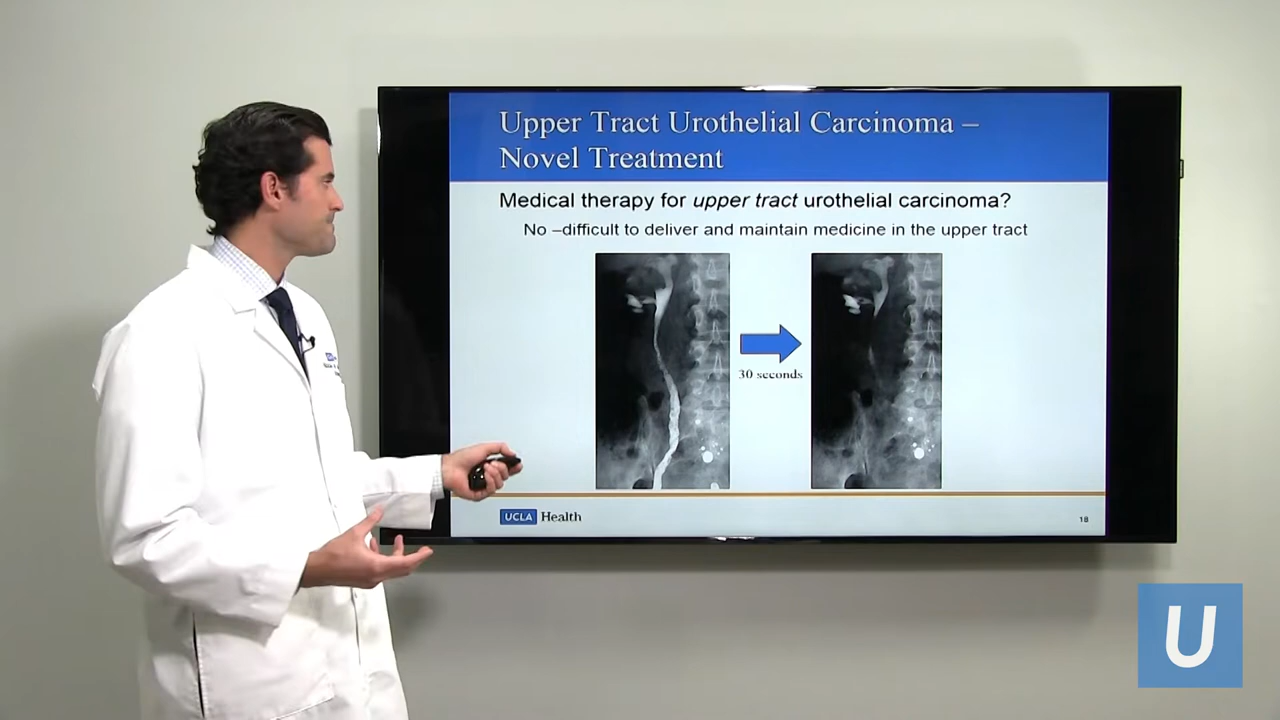 Upper Tract Urothelial Carcinoma –
Novel Treatment
Medical therapy for upper tract urothelial carcinoma?
No –difficult to deliver and maintain medicine in the upper tract
30 seconds
UCLA Health
18
U